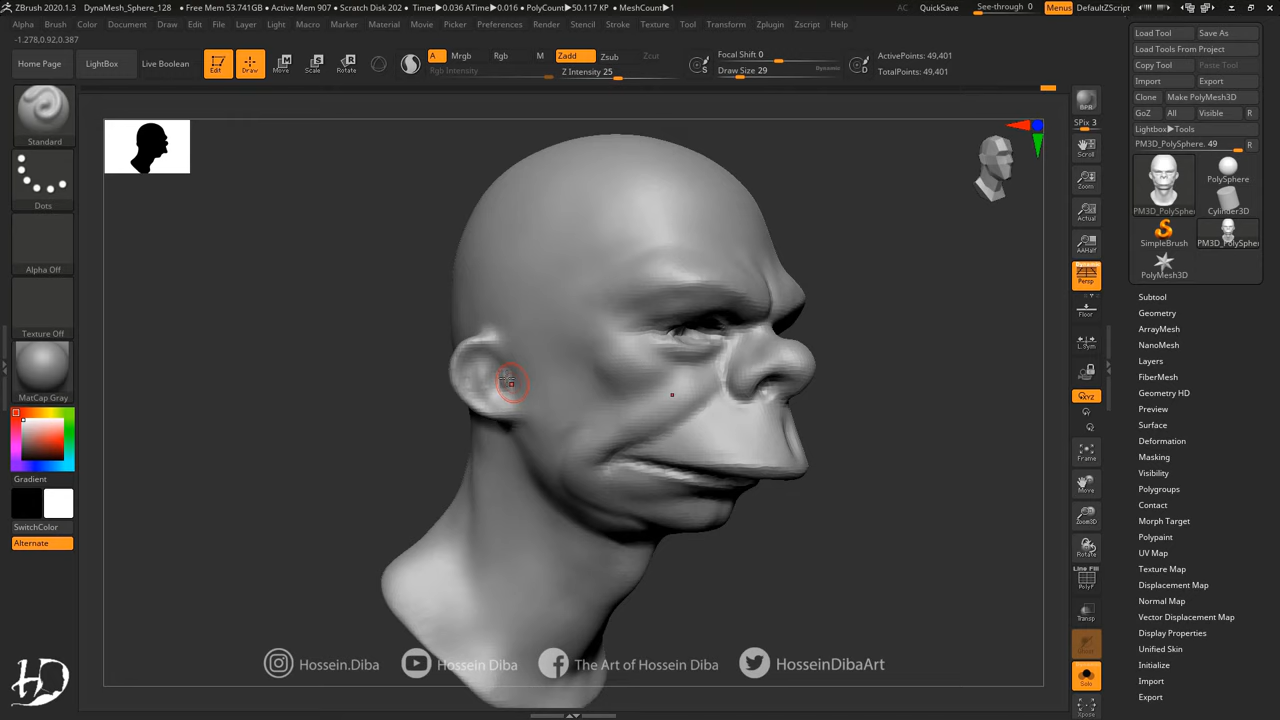 ZBrush 2020.1.3 DynaMesh_Sphere_128 • Free Mem 53.741GB • Active Mem 907 • Scratch Disk 202 • Timer▶0.036 ATime▶0.016 • PolyCount▶50.117 KP • MeshCount▶1 AC QuickSave See-through 0 Menus DefaultZScript
Alpha Brush Color Document Draw Edit File Layer Light Macro Marker Material Movie Picker Preferences Render Stencil Stroke Texture Tool Transform Zplugin Zscript Help
-1.278,0.92,0.387
Home Page LightBox Live Boolean Edit Draw Move Scale Rotate
A Mrgb Rgb M Zadd Zsub Zcut
Rgb Intensity Z Intensity 25
Focal Shift 0
Draw Size 29 Dynamic
S D
ActivePoints: 49,401
TotalPoints: 49,401
Standard
Dots
Alpha Off
Texture Off
MatCap Gray
Gradient
SwitchColor
Alternate
BPR
SPix 3
Scroll
Zoom
Actual
AAHalf
Dynamic
Persp
Floor
L.Sym
XYZ
Frame
Move
Zoom3D
Rotate
Line Fill
PolyF
Transp
Ghost
Solo
Xpose
Load Tool Save As
Load Tools From Project
Copy Tool Paste Tool
Import Export
Clone Make PolyMesh3D
GoZ All Visible R
Lightbox▶Tools
PM3D_PolySphere. 49 R
PolySphere
PM3D_PolySpher Cylinder3D
SimpleBrush PM3D_PolySpher
PolyMesh3D
Subtool
Geometry
ArrayMesh
NanoMesh
Layers
FiberMesh
Geometry HD
Preview
Surface
Deformation
Masking
Visibility
Polygroups
Contact
Morph Target
Polypaint
UV Map
Texture Map
Displacement Map
Normal Map
Vector Displacement Map
Display Properties
Unified Skin
Initialize
Import
Export
HD
Hossein.Diba Hossein Diba The Art of Hossein Diba HosseinDibaArt